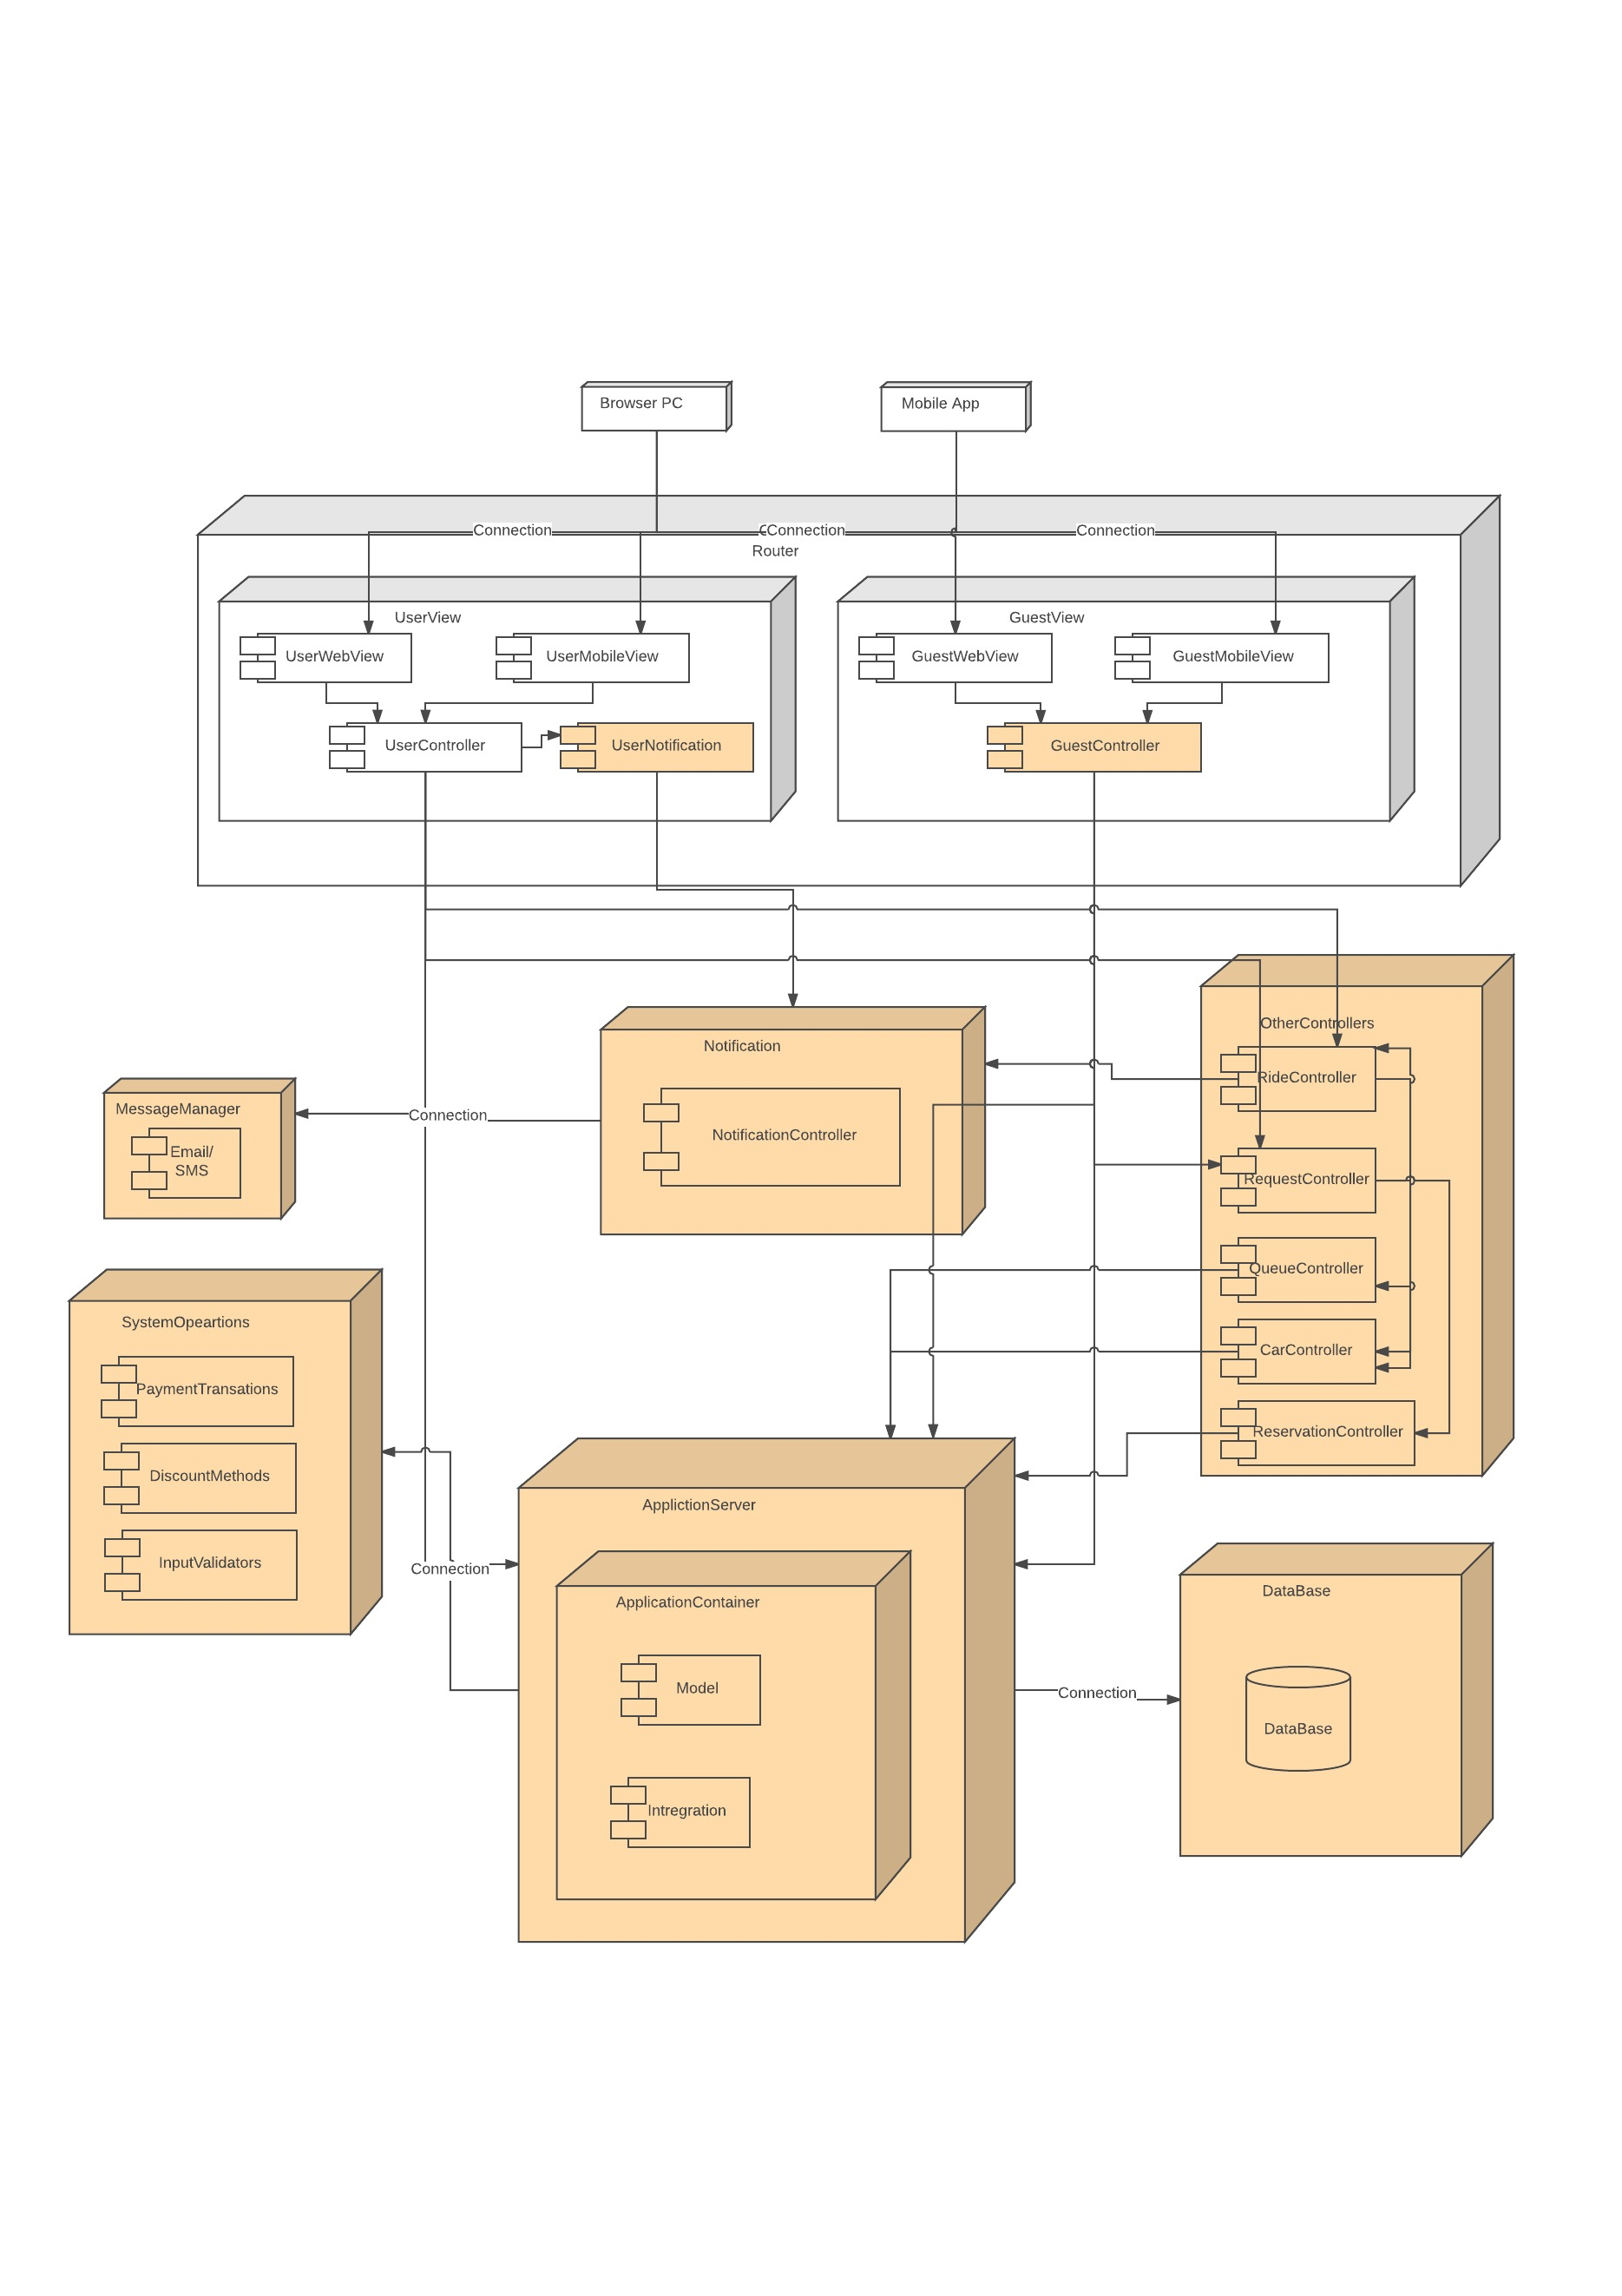 Browser PC
Mobile App
Connection
Connection
Connection
Router
UserView
GuestView
UserWebView
UserMobileView
GuestWebView
GuestMobileView
UserController
UserNotification
GuestController
OtherControllers
Notification
RideController
MessageManager
Connection
NotificationController
Email/
SMS
RequestController
QueueController
SystemOpeartions
CarController
PaymentTransations
ReservationController
DiscountMethods
ApplictionServer
InputValidators
Connection
DataBase
ApplicationContainer
Model
Connection
DataBase
Intregration